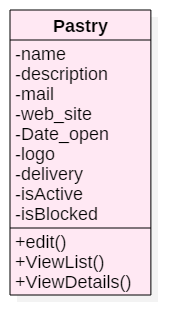 Pastry
-name
-description
-mail
-web_site
-Date_open
-logo
-delivery
-isActive
-isBlocked
+edit()
+ViewList()
+ViewDetails()